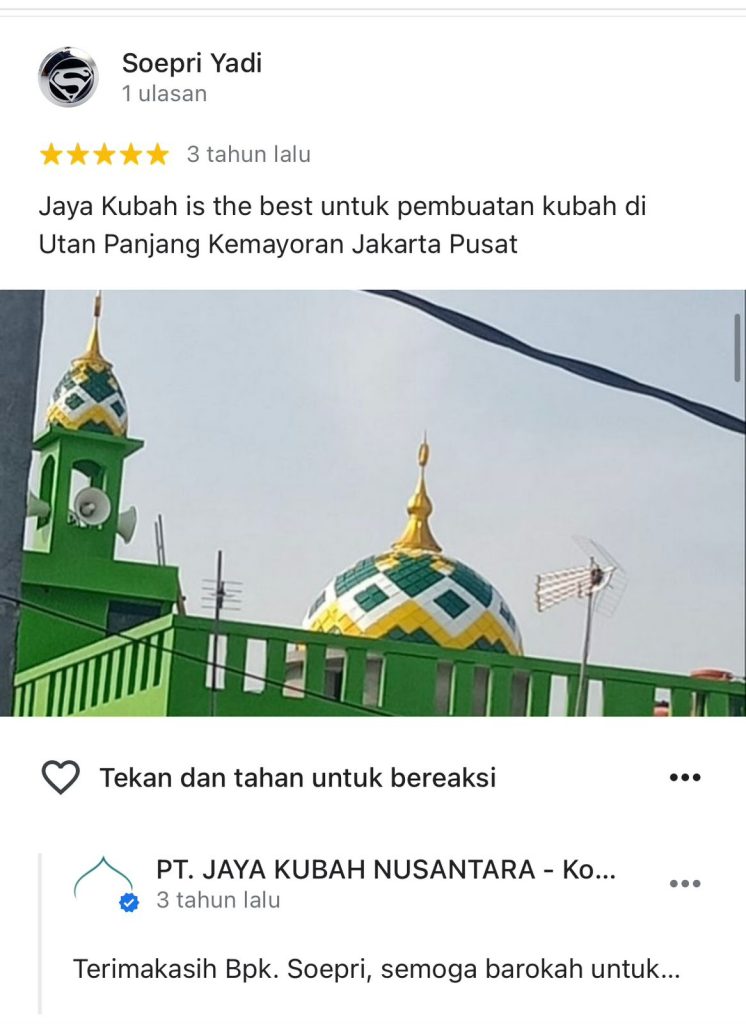 Soepri Yadi
1 ulasan
3 tahun lalu
Jaya Kubah is the best untuk pembuatan kubah di
Utan Panjang Kemayoran Jakarta Pusat
Tekan dan tahan untuk bereaksi
PT. JAYA KUBAH NUSANTARA - Ko...
3 tahun lalu
Terimakasih Bpk. Soepri, semoga barokah untuk...